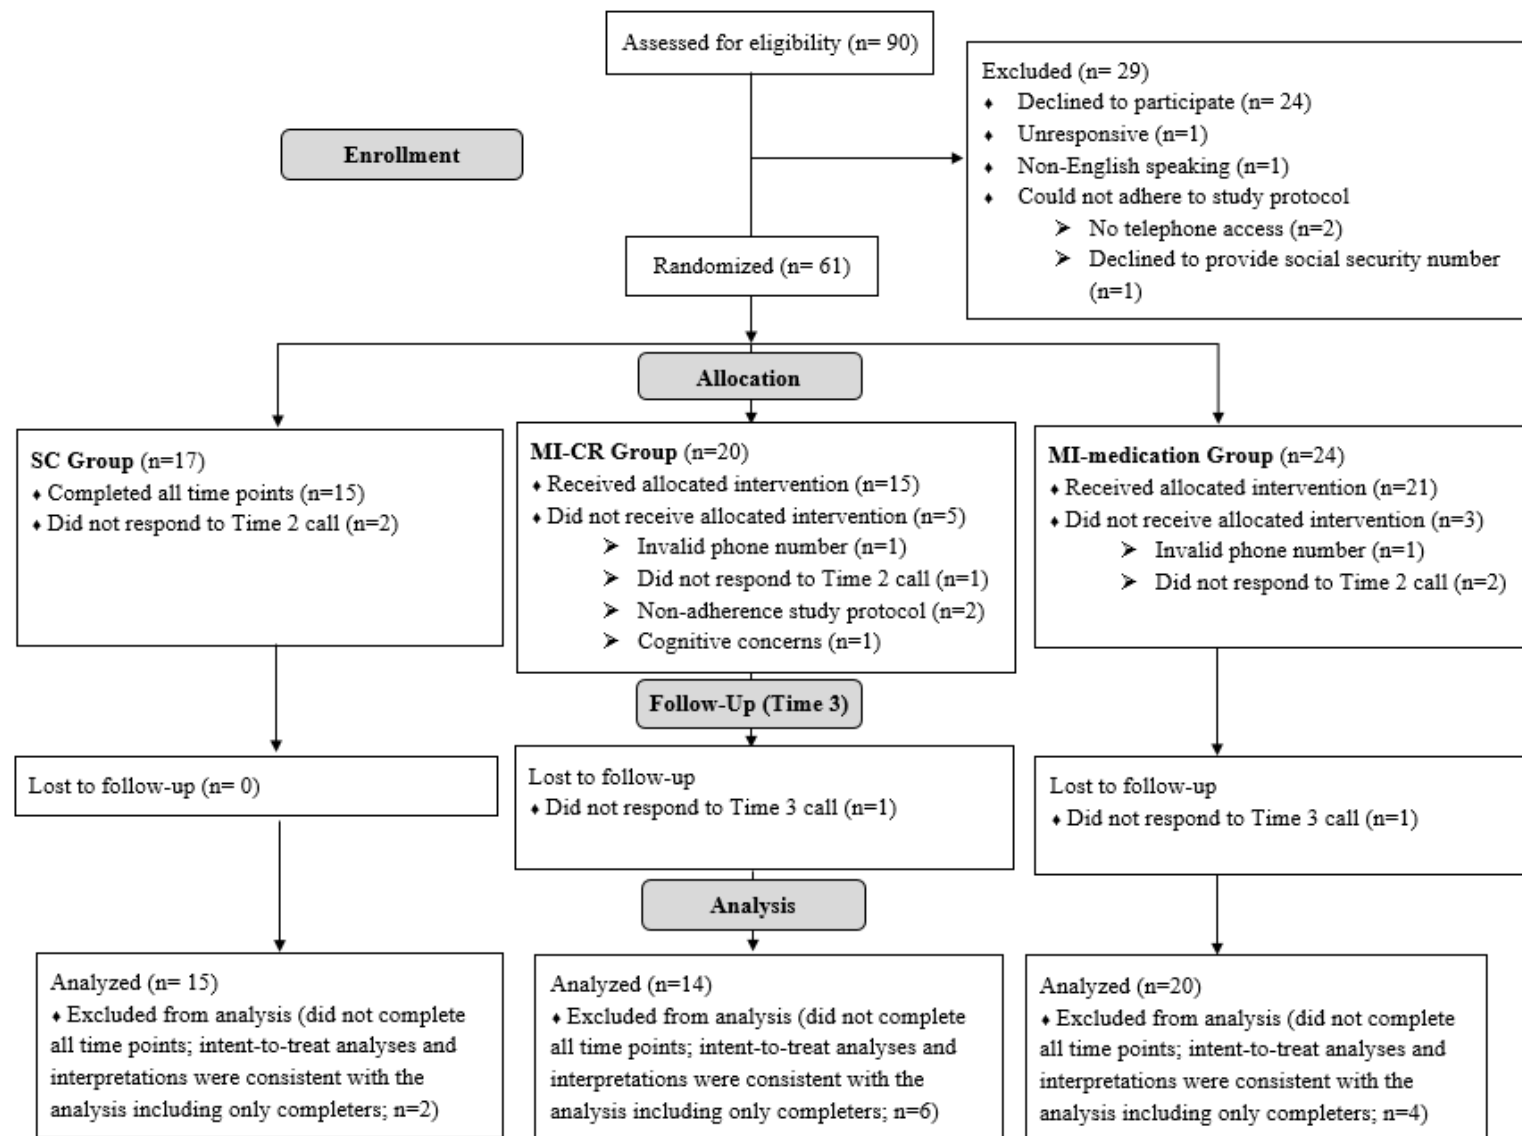 Assessed for eligibility (n= 90)
Excluded (n= 29)
⬧ Declined to participate (n= 24)
⬧ Unresponsive (n=1)
⬧ Non-English speaking (n=1)
⬧ Could not adhere to study protocol
➢ No telephone access (n=2)
➢ Declined to provide social security number
(n=1)
Enrollment
Randomized (n= 61)
Allocation
SC Group (n=17)
⬧ Completed all time points (n=15)
⬧ Did not respond to Time 2 call (n=2)
MI-CR Group (n=20)
⬧ Received allocated intervention (n=15)
⬧ Did not receive allocated intervention (n=5)
➢ Invalid phone number (n=1)
➢ Did not respond to Time 2 call (n=1)
➢ Non-adherence study protocol (n=2)
➢ Cognitive concerns (n=1)
MI-medication Group (n=24)
⬧ Received allocated intervention (n=21)
⬧ Did not receive allocated intervention (n=3)
➢ Invalid phone number (n=1)
➢ Did not respond to Time 2 call (n=2)
Follow-Up (Time 3)
Lost to follow-up (n= 0)
Lost to follow-up
⬧ Did not respond to Time 3 call (n=1)
Lost to follow-up
⬧ Did not respond to Time 3 call (n=1)
Analysis
Analyzed (n= 15)
⬧ Excluded from analysis (did not complete
all time points; intent-to-treat analyses and
interpretations were consistent with the
analysis including only completers; n=2)
Analyzed (n=14)
⬧ Excluded from analysis (did not complete
all time points; intent-to-treat analyses and
interpretations were consistent with the
analysis including only completers; n=6)
Analyzed (n=20)
⬧ Excluded from analysis (did not complete
all time points; intent-to-treat analyses and
interpretations were consistent with the
analysis including only completers; n=4)